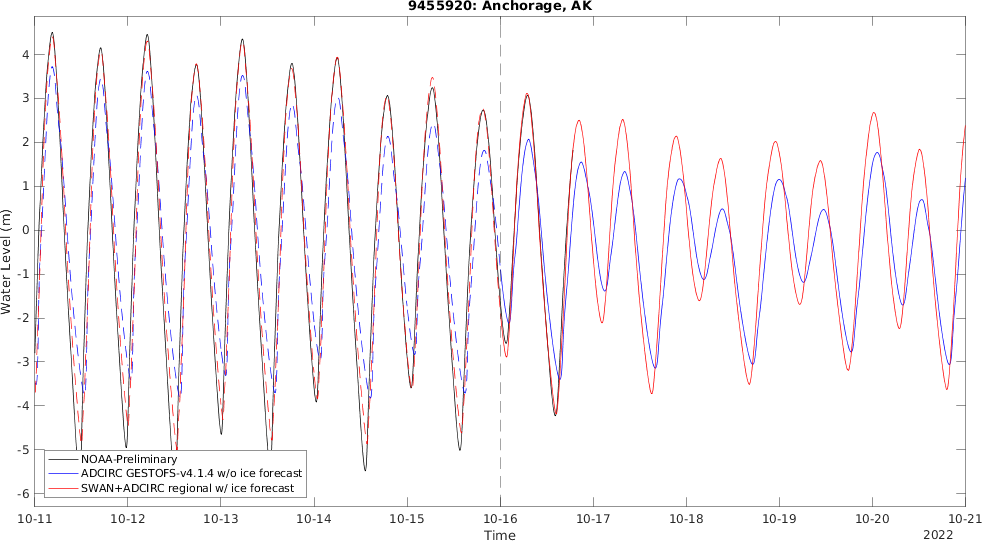 9455920: Anchorage, AK
Water Level (m)
4
3
2
1
0
-1
-2
-3
-4
-5
-6
NOAA-Preliminary
ADCIRC GESTOFS-v4.1.4 w/o ice forecast
SWAN+ADCIRC regional w/ ice forecast
10-11 10-12 10-13 10-14 10-15 10-16 10-17 10-18 10-19 10-20 10-21
Time
2022